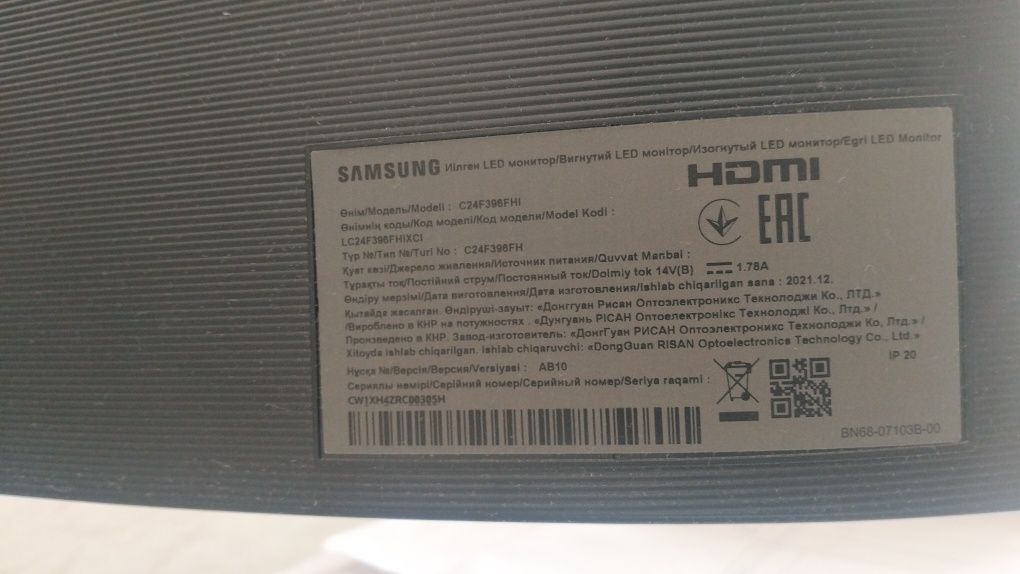 SAMSUNG Иілген LED монитор/Вигнутий LED монітор/Изогнутый LED монитор/Egri LED Monitor
HDMI
Өнім/Модель/Modeli : C24F396FHI
Өнімнің коды/Код моделі/Код модели/Model Kodi :
LC24F396FHIXCI
EAC
Түр №/Тип №/Turi No : C24F396FH
Қуат көзі/Джерело живлення/Источник питания/Quvvat Manbai :
Тұрақты тоқ/Постійний струм/Постоянный ток/Doimiy tok 14V(B) 1.78A
Өндіру мерзімі/Дата виготовлення/Дата изготовления/Ishlab chiqarilgan sana : 2021.12.
Қытайда жасалған. Өндіруші-зауыт: «Донггуан Рисан Оптоэлектроникс Технолоджи Ко., ЛТД.»
/Вироблено в КНР на потужностях . «Дунгуань РІСАН Оптоелектронікс Технолоджі Ко., Лтд.» /
Произведено в КНР. Завод-изготовитель: «ДонгГуан РИСАН Оптоэлектроникс Технолоджи Ко, Лтд.» /
Xitoyda ishlab chiqarilgan. Ishlab chiqaruvchi: «DongGuan RISAN Optoelectronics Technology Co., Ltd.»
IP 20
Нұсқа №/Версія/Версия/Versiyasi : AB10
Сериялы нөмірі/Серійний номер/Серийный номер/Seriya raqami :
CW1XH4ZRC00305H
BN68-07103B-00